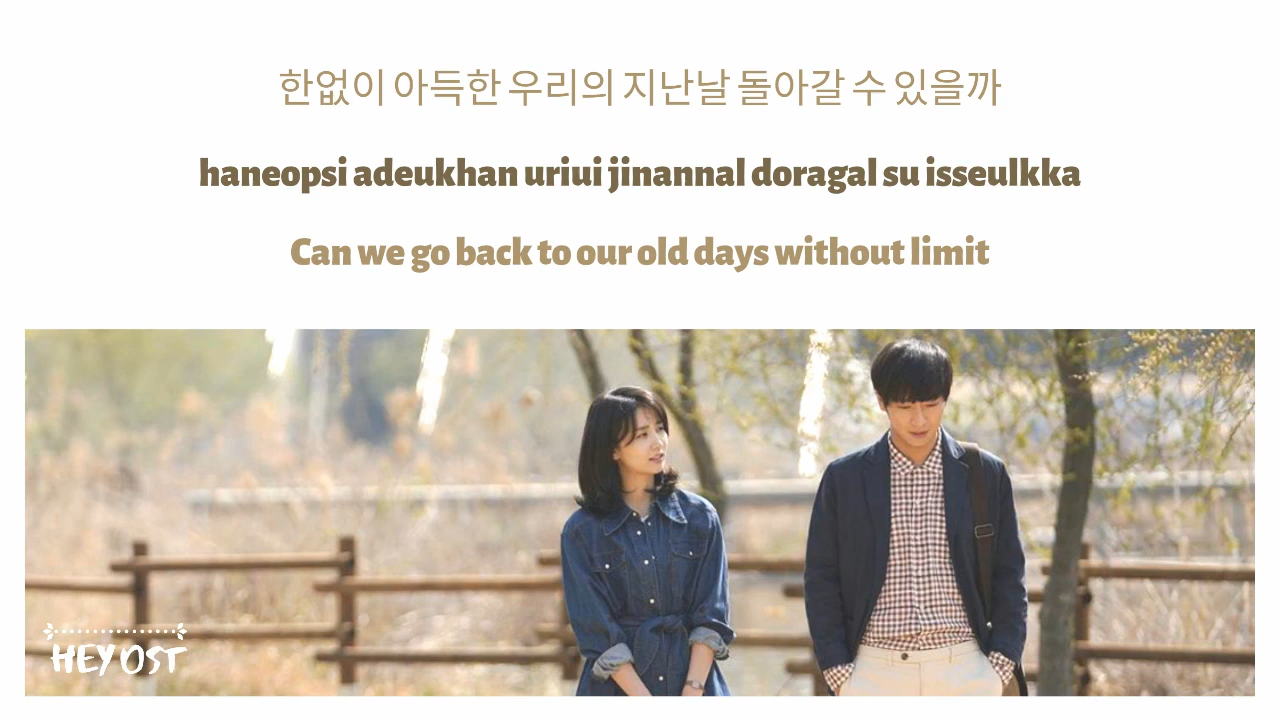 한없이 아득한 우리의 지난날 돌아갈 수 있을까
haneopsi adeukhan uriui jinannal doragal su isseulkka
Can we go back to our old days without limit
HEY OST